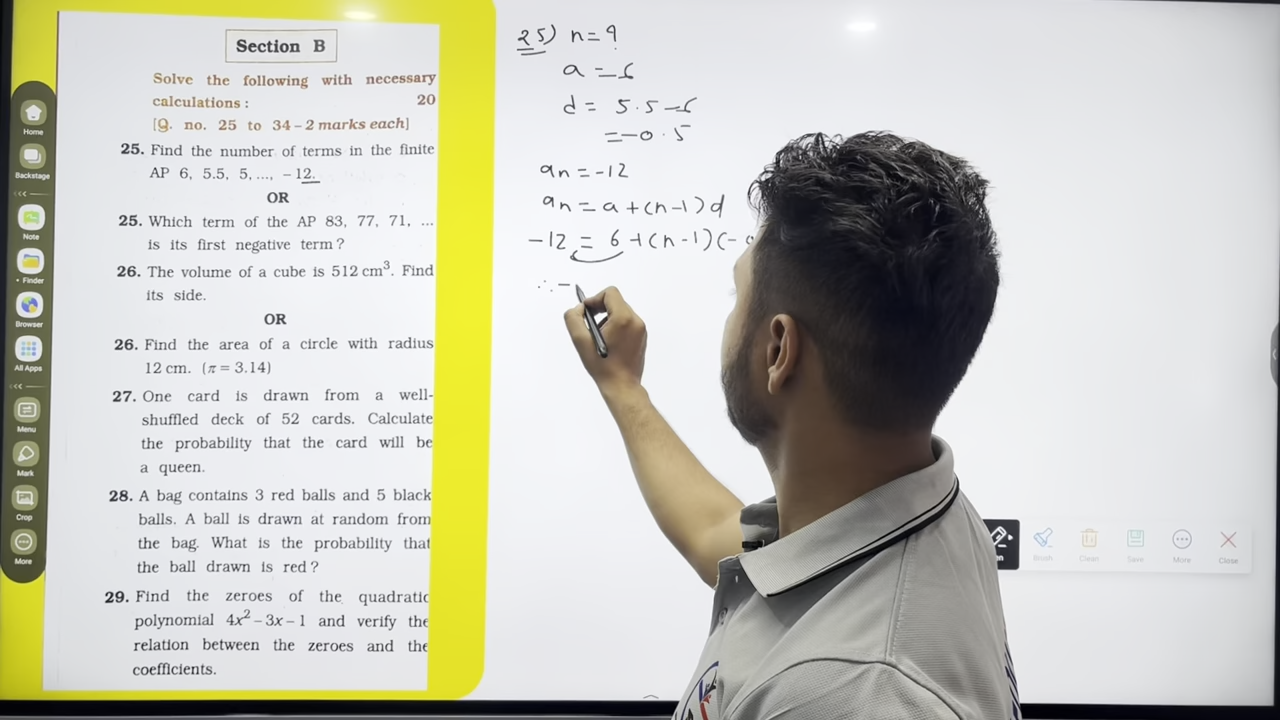 Section B
Solve the following with necessary
calculations : 20
[Q. no. 25 to 34 – 2 marks each]
25. Find the number of terms in the finite
AP 6, 5.5, 5, ..., – 12.
OR
25. Which term of the AP 83, 77, 71, ...
is its first negative term ?
26. The volume of a cube is 512 cm³. Find
its side.
OR
26. Find the area of a circle with radius
12 cm. (π = 3.14)
27. One card is drawn from a well-
shuffled deck of 52 cards. Calculate
the probability that the card will be
a queen.
28. A bag contains 3 red balls and 5 black
balls. A ball is drawn at random from
the bag. What is the probability that
the ball drawn is red ?
29. Find the zeroes of the quadratic
polynomial 4x² – 3x – 1 and verify the
relation between the zeroes and the
coefficients.
25) n = ?
a = 6
d = 5.5 – 6
= – 0.5
an = -12
an = a + (n-1) d
-12 = 6 + (n-1) (-
∴ -
Home
Backstage
<<<
Note
• Finder
Browser
All Apps
<<<
Menu
Mark
Crop
More
Brush
Clean
Save
More
Close